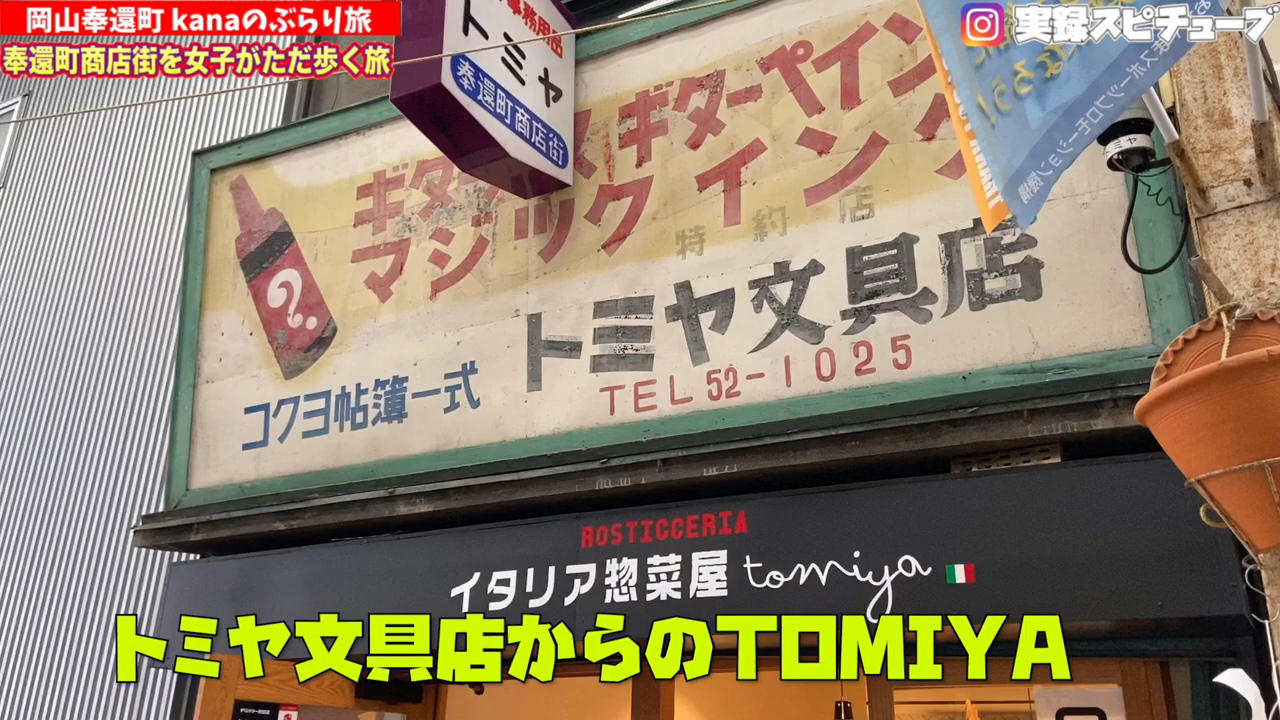 岡山奉還町 kanaのぶらり旅
奉還町商店街を女子がただ歩く旅
実録スピチューブ
事務用品
トミヤ
奉還町商店街
ギターペイン
マジックインク
特約店
?
トミヤ文具店
TEL 52-1025
コクヨ帖簿一式
ROSTICCERIA
イタリア惣菜屋 tomiya
トミヤ文具店からのTOMIYA